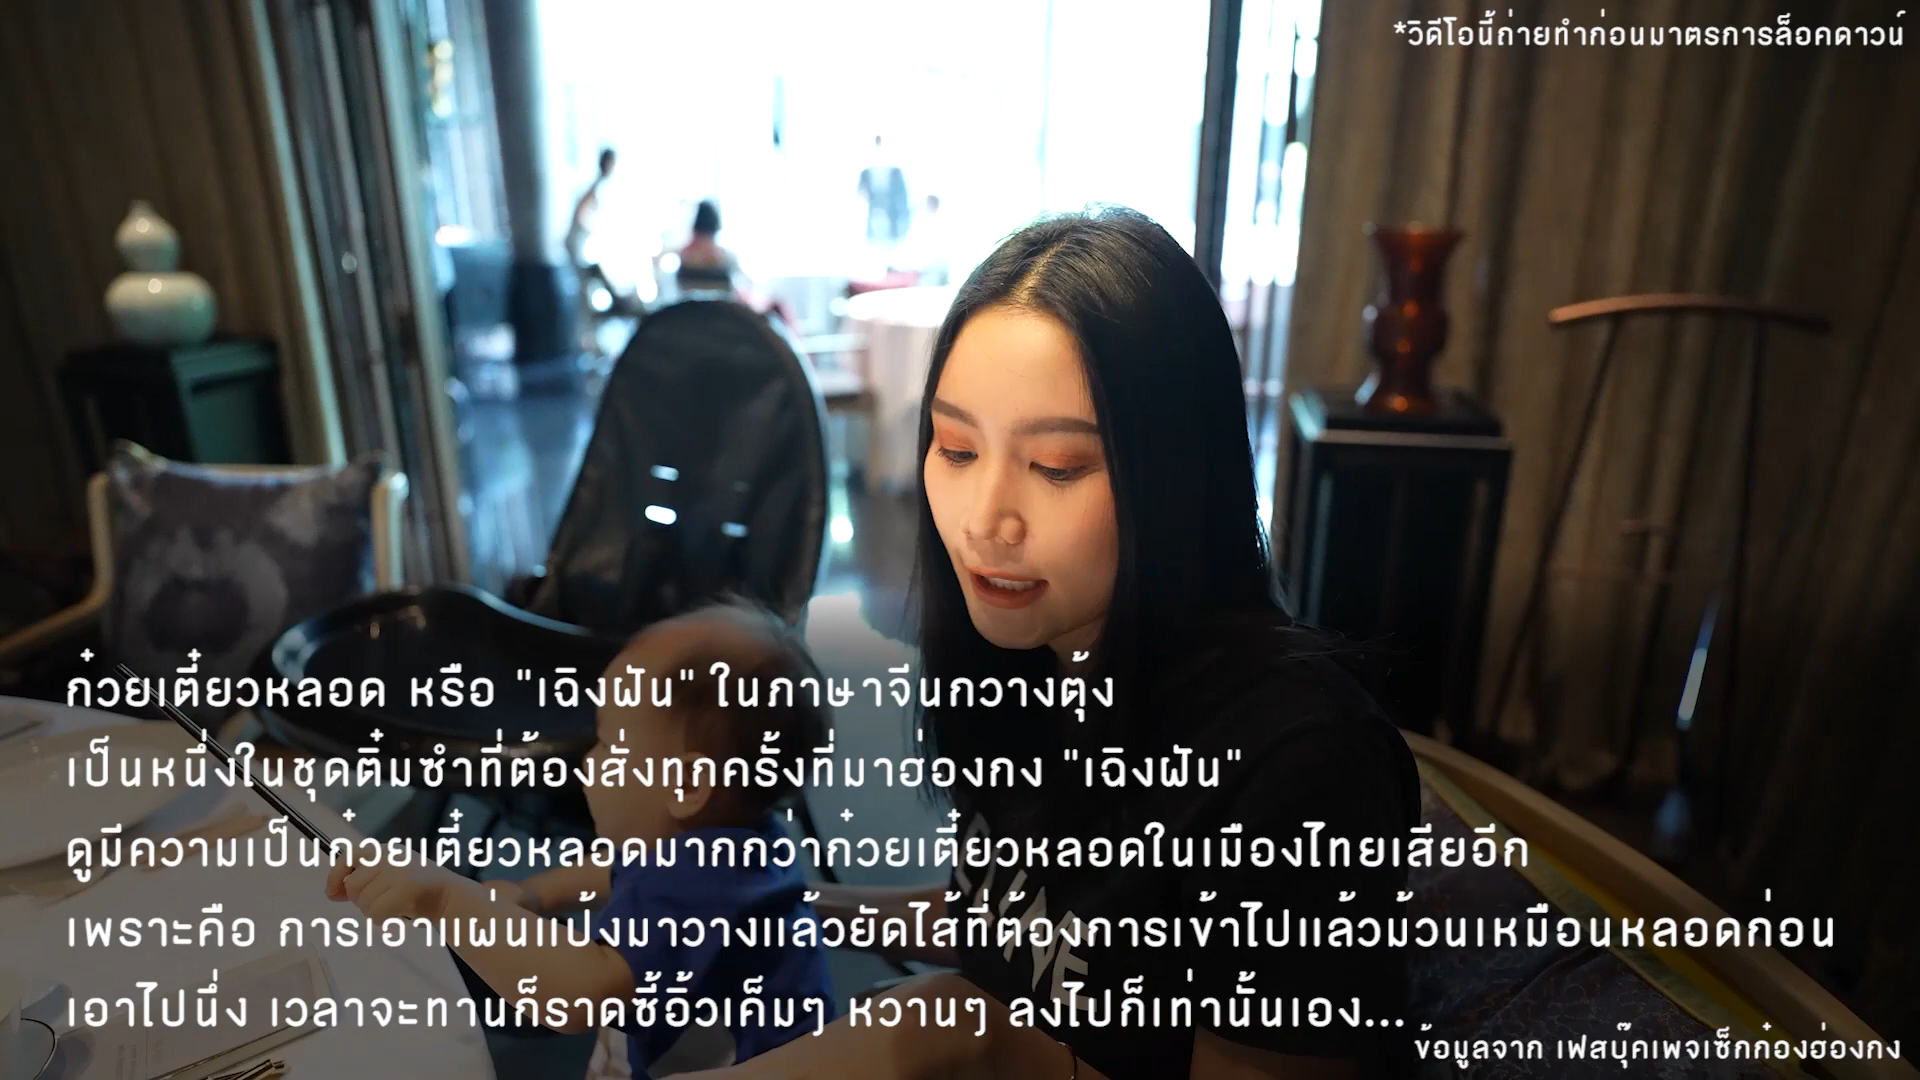 *วิดีโอนี้ถ่ายทำก่อนมาตรการล็อคดาวน์
ก๋วยเตี๋ยวหลอด หรือ "เฉิงฝัน" ในภาษาจีนกวางตุ้ง
เป็นหนึ่งในชุดติ๋มซำที่ต้องสั่งทุกครั้งที่มาฮ่องกง "เฉิงฝัน"
ดูมีความเป็นก๋วยเตี๋ยวหลอดมากกว่าก๋วยเตี๋ยวหลอดในเมืองไทยเสียอีก
เพราะคือ การเอาแผ่นแป้งมาวางแล้วยัดไส้ที่ต้องการเข้าไปแล้วม้วนเหมือนหลอดก่อน
เอาไปนึ่ง เวลาจะทานก็ราดซี้อิ้วเค็มๆ หวานๆ ลงไปก็เท่านั้นเอง...
ข้อมูลจาก เฟสบุ๊คเพจเซ็กก๋องฮ่องกง